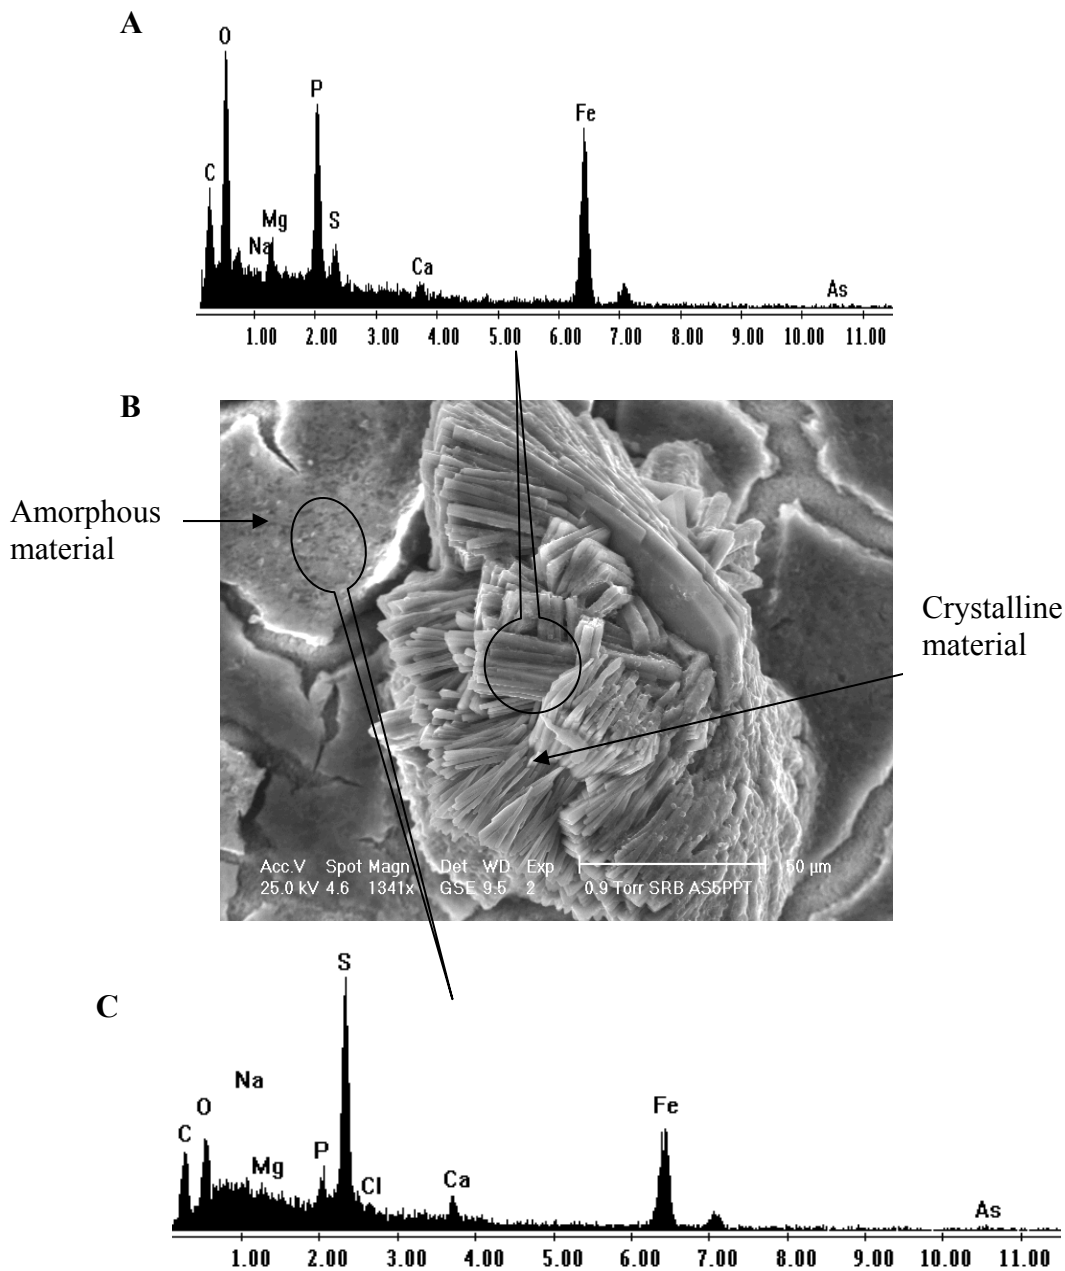 A
O
P
Fe
C
Mg
S
Na
Ca
As
1.00 2.00 3.00 4.00 5.00 6.00 7.00 8.00 9.00 10.00 11.00
B
Amorphous
material
Crystalline
material
Acc.V Spot Magn Det WD Exp
25.0 kV 4.6 1341x GSE 9.5 2
50 µm
0.9 Torr SRB AS5PPT
S
C
Na
O
Fe
C
P
Mg
Ca
Cl
As
1.00 2.00 3.00 4.00 5.00 6.00 7.00 8.00 9.00 10.00 11.00